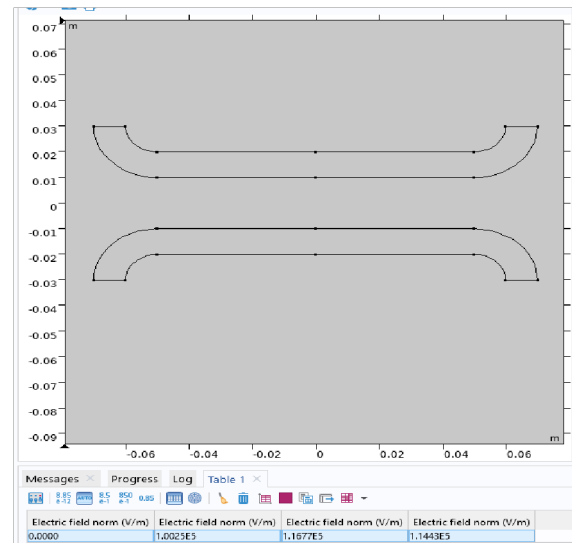 0.07
m
0.06
0.05
0.04
0.03
0.02
0.01
0
-0.01
-0.02
-0.03
-0.04
-0.05
-0.06
-0.07
-0.08
-0.09
m
-0.06 -0.04 -0.02 0 0.02 0.04 0.06
Messages Progress Log Table 1
8.85 e-12 AUTO 8.5 e-1 850 e-1 0.85
Electric field norm (V/m) Electric field norm (V/m) Electric field norm (V/m) Electric field norm (V/m)
0.0000 1.0025E5 1.1677E5 1.1443E5